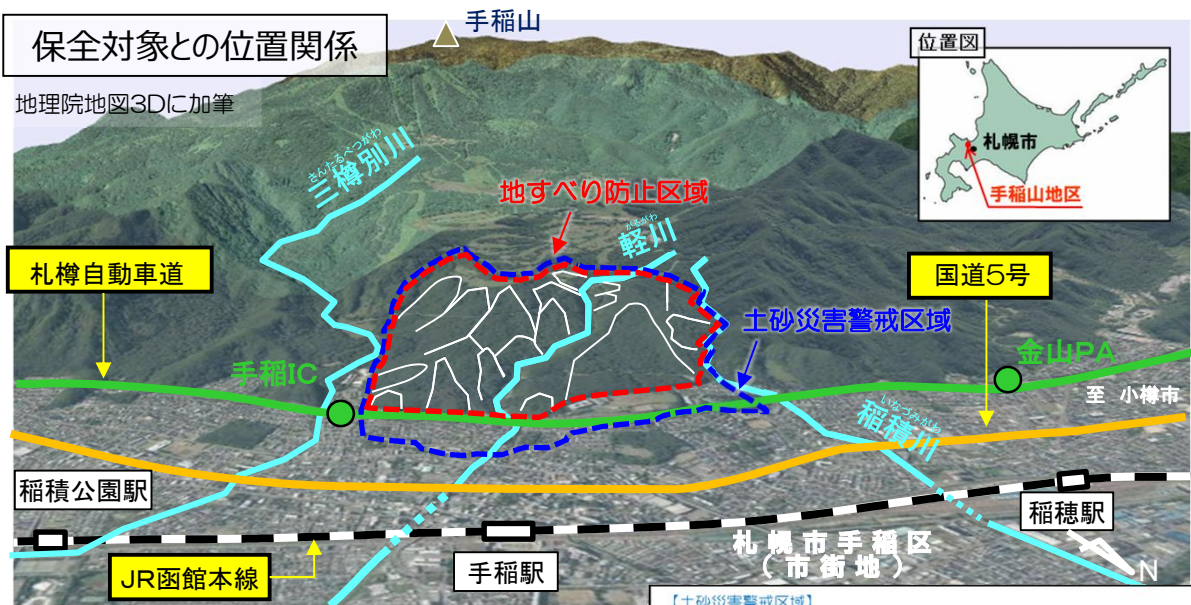 手稲山
保全対象との位置関係
地理院地図3Dに加筆
位置図
札幌市
手稲山地区
さんたるべつがわ
三樽別川
地すべり防止区域
がるがわ
軽川
札樽自動車道
国道5号
土砂災害警戒区域
手稲IC
金山PA
至 小樽市
いなづみがわ
稲積川
稲積公園駅
稲穂駅
札幌市手稲区
(市街地)
JR函館本線
手稲駅
N
【土砂災害警戒区域】